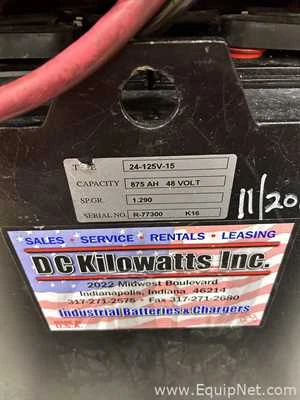 TYPE 24-125V-15
CAPACITY 875 AH 48 VOLT
SP.GR. 1.290
SERIAL NO. R-77300 K16
11/20
SALES • SERVICE • RENTALS • LEASING
DC Kilowatts Inc.
2022 Midwest Boulevard
Indianapolis, Indiana 46214
317-271-2575 • Fax 317-271-2680
Industrial Batteries & Chargers
U.S.A.
www.EquipNet.com